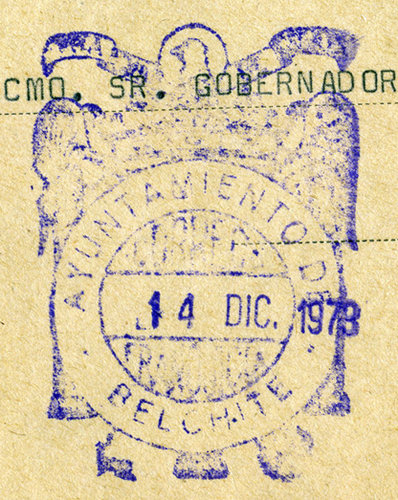 CMO. SR. GOBERNADOR
AYUNTAMIENTO DE
14 DIC. 1973
BELCHITE